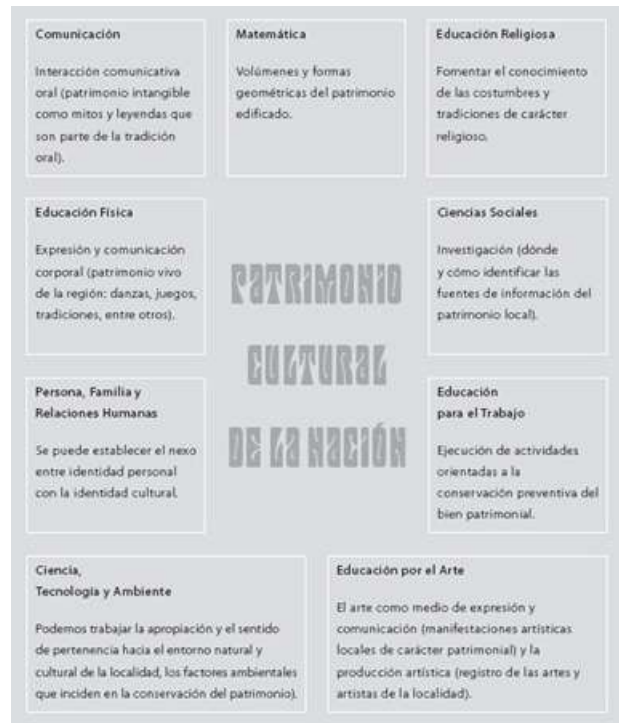 Comunicación
Interacción comunicativa
oral (patrimonio intangible
como mitos y leyendas que
son parte de la tradición
oral).
Matemática
Volúmenes y formas
geométricas del patrimonio
edificado.
Educación Religiosa
Fomentar el conocimiento
de las costumbres y
tradiciones de carácter
religioso.
Educación Física
Expresión y comunicación
corporal (patrimonio vivo
de la región: danzas, juegos,
tradiciones, entre otros).
PATRIMONIO
CULTURAL
DE LA NACIÓN
Ciencias Sociales
Investigación (dónde
y cómo identificar las
fuentes de información del
patrimonio local).
Persona, Familia y
Relaciones Humanas
Se puede establecer el nexo
entre identidad personal
con la identidad cultural.
Educación
para el Trabajo
Ejecución de actividades
orientadas a la
conservación preventiva del
bien patrimonial.
Ciencia,
Tecnología y Ambiente
Podemos trabajar la apropiación y el sentido
de pertenencia hacia el entorno natural y
cultural de la localidad, los factores ambientales
que inciden en la conservación del patrimonio).
Educación por el Arte
El arte como medio de expresión y
comunicación (manifestaciones artísticas
locales de carácter patrimonial) y la
producción artística (registro de las artes y
artistas de la localidad).